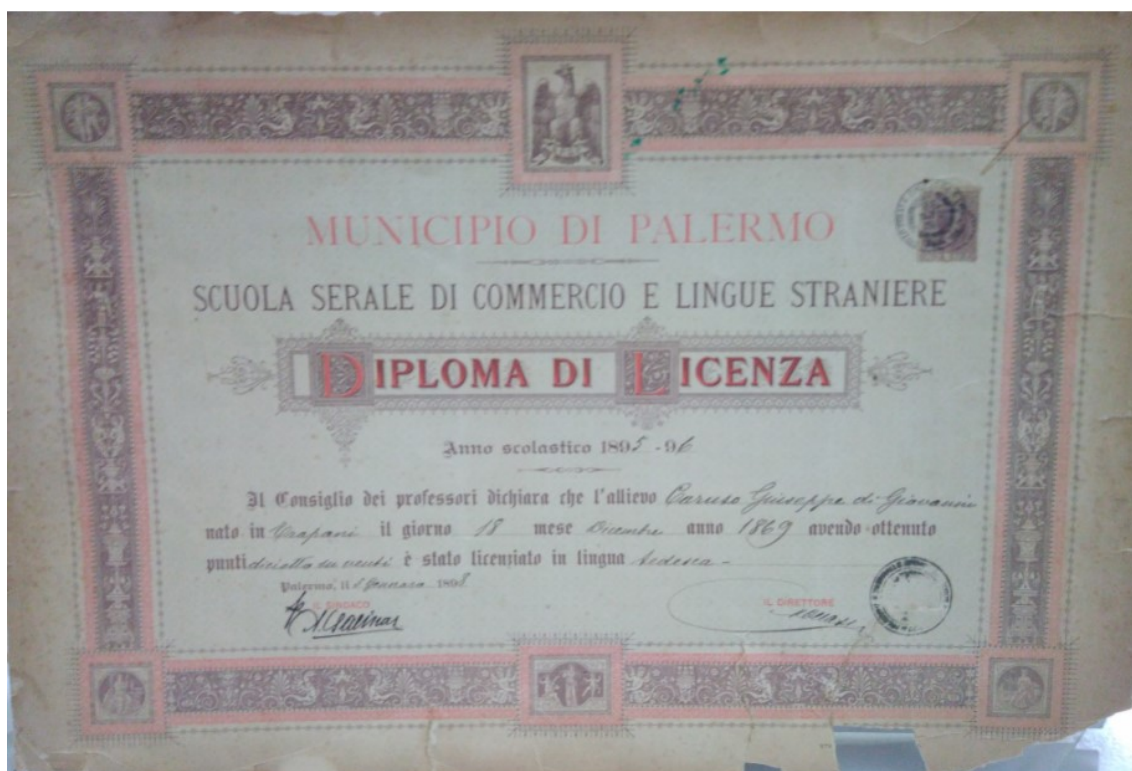 MUNICIPIO DI PALERMO
SCUOLA SERALE DI COMMERCIO E LINGUE STRANIERE
DIPLOMA DI LICENZA
Anno scolastico 1895-96
Il Consiglio dei professori dichiara che l'allievo Caruso Giuseppe di Giovanni
nato in Trapani il giorno 18 mese Dicembre anno 1869 avendo ottenuto
punti diciotto su venti è stato licenziato in lingua tedesca -
Palermo, li Gennaro 1898
IL SINDACO
IL DIRETTORE